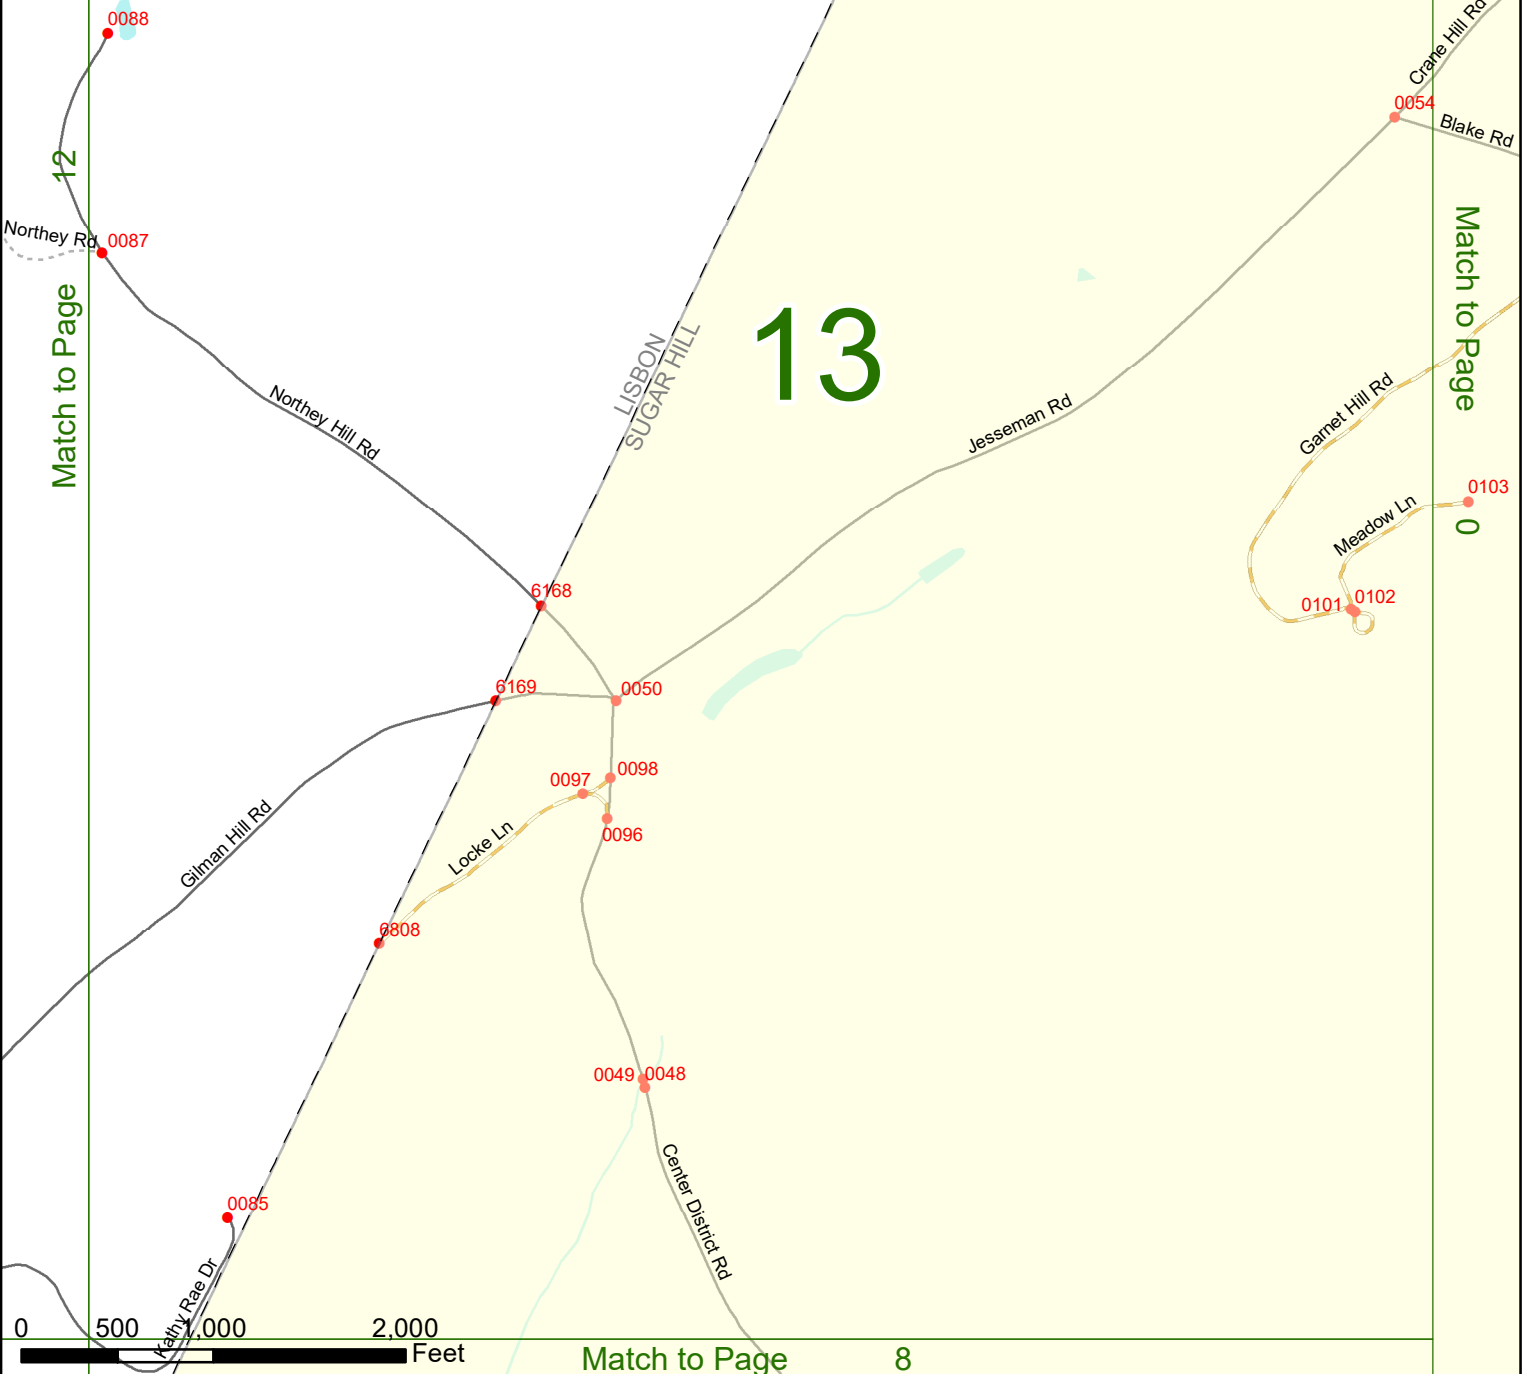 0088
Crane Hill Rd
0054
Blake Rd
12
Northey Rd
0087
Match to Page
Match to Page
0
13
LISBON
SUGAR HILL
Northey Hill Rd
Jesseman Rd
Garnet Hill Rd
0103
Meadow Ln
6168
0101
0102
6169
0050
0098
0097
0096
Locke Ln
Gilman Hill Rd
6808
0049
0048
Center District Rd
0085
Kathy Rae Dr
0 500 1,000 2,000
Feet
Match to Page 8